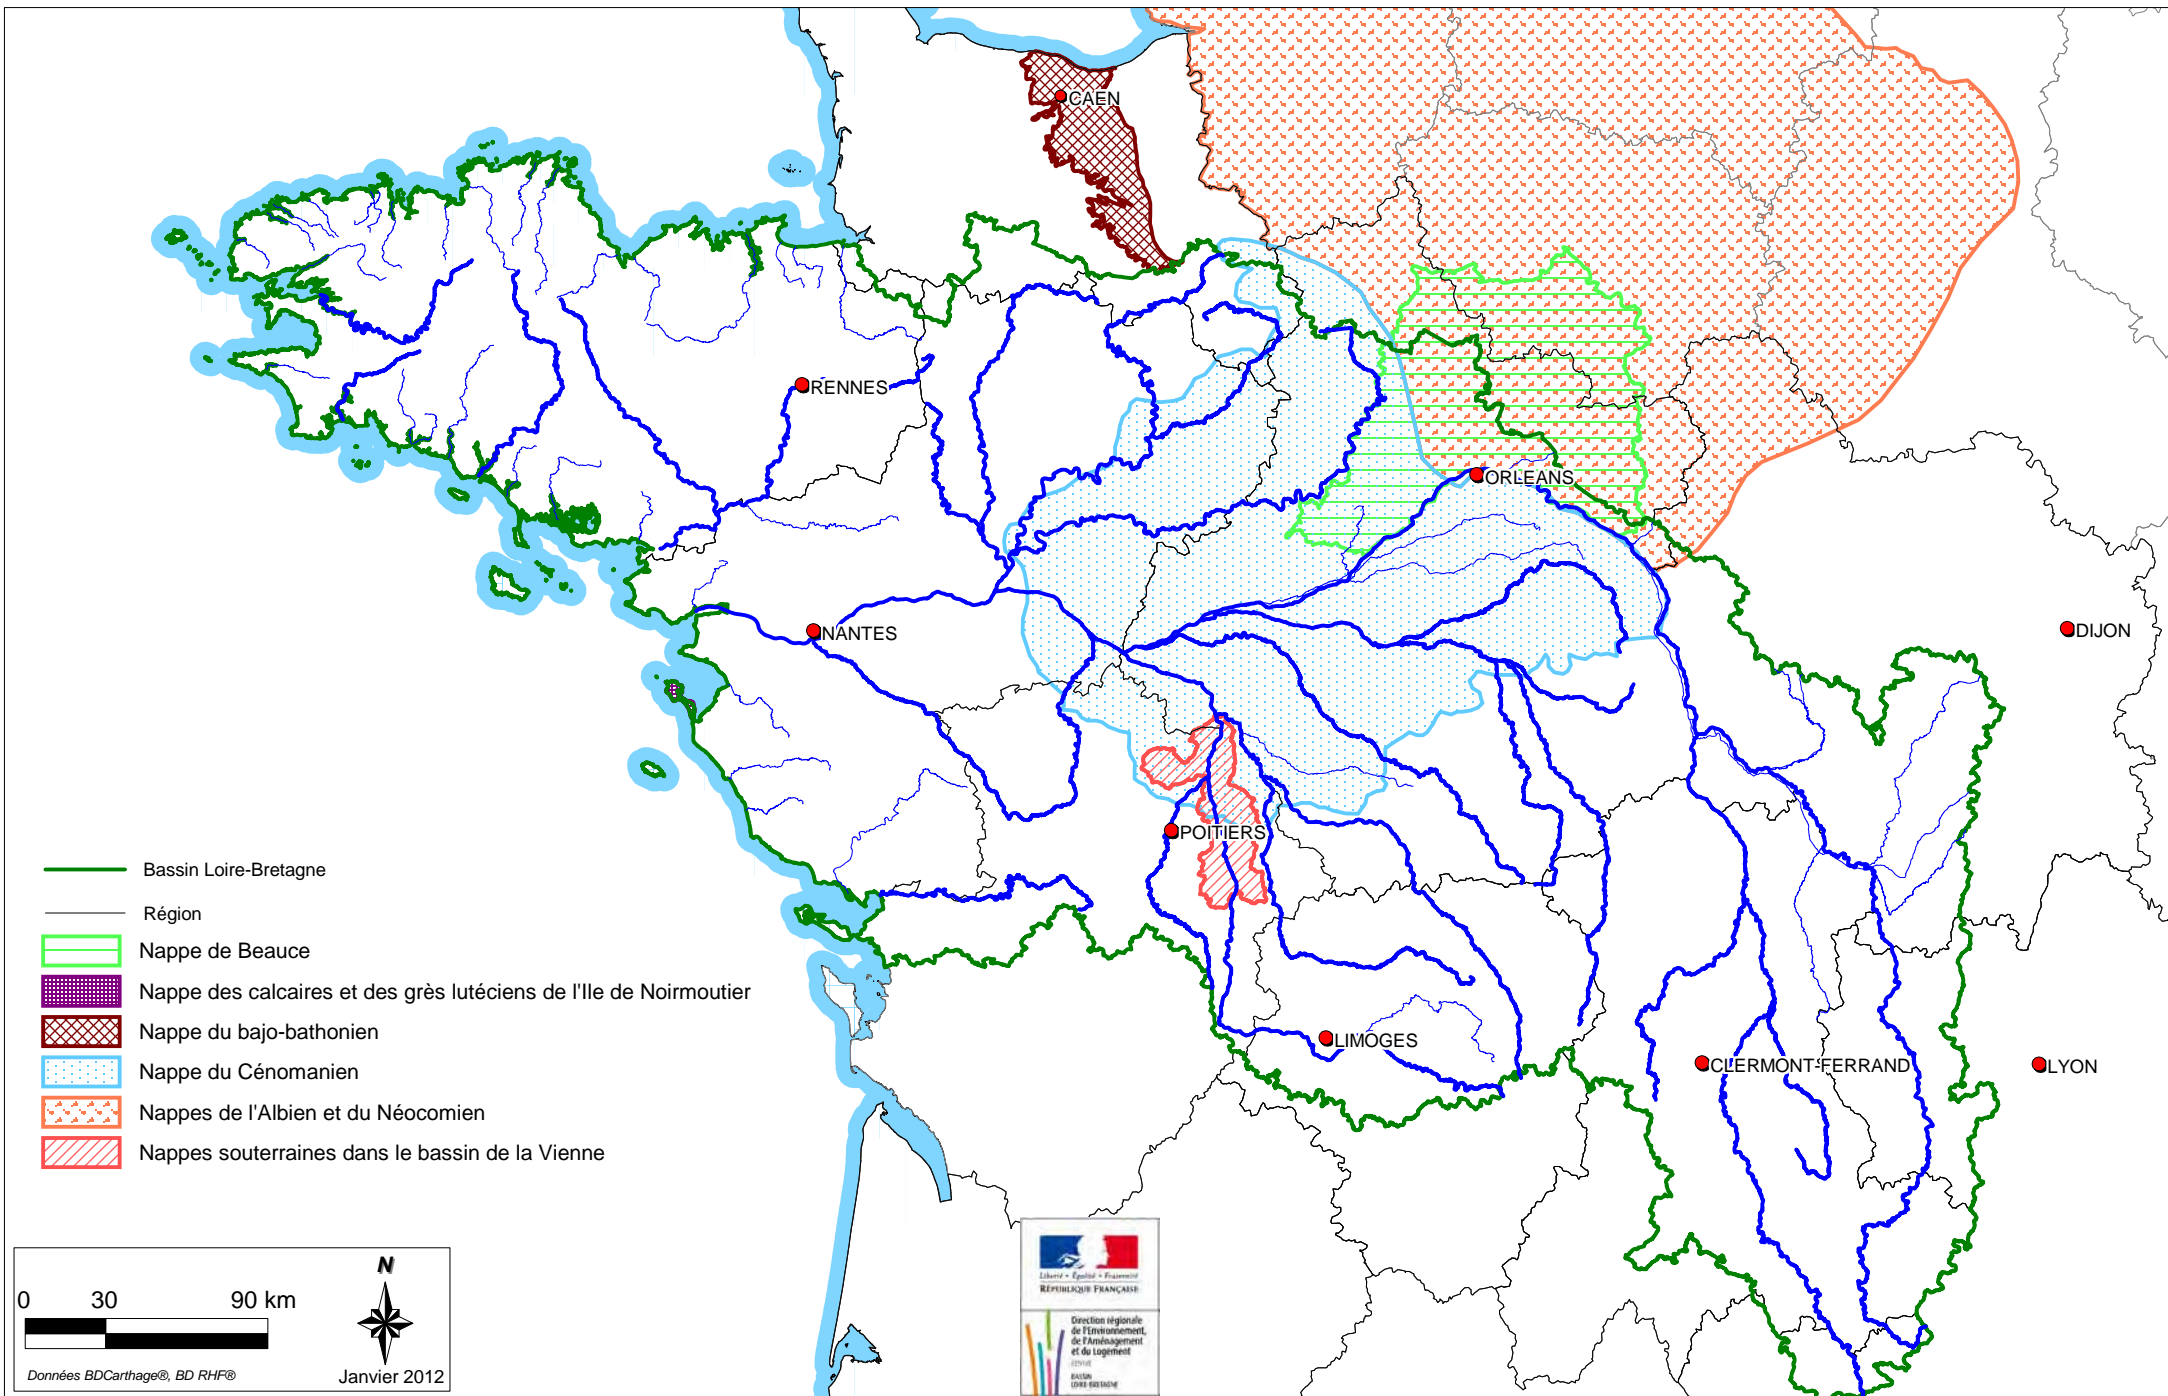 CAEN
RENNES
ORLEANS
NANTES
DIJON
POITIERS
LIMOGES
CLERMONT-FERRAND
LYON
Bassin Loire-Bretagne
Région
Nappe de Beauce
Nappe des calcaires et des grès lutéciens de l'Ile de Noirmoutier
Nappe du bajo-bathonien
Nappe du Cénomanien
Nappes de l'Albien et du Néocomien
Nappes souterraines dans le bassin de la Vienne
0 30 90 km
N
Données BDCarthage®, BD RHF®
Janvier 2012
Liberté • Égalité • Fraternité
RÉPUBLIQUE FRANÇAISE
Direction régionale
de l'Environnement,
de l'Aménagement
et du Logement
BASSIN
LOIRE-BRETAGNE